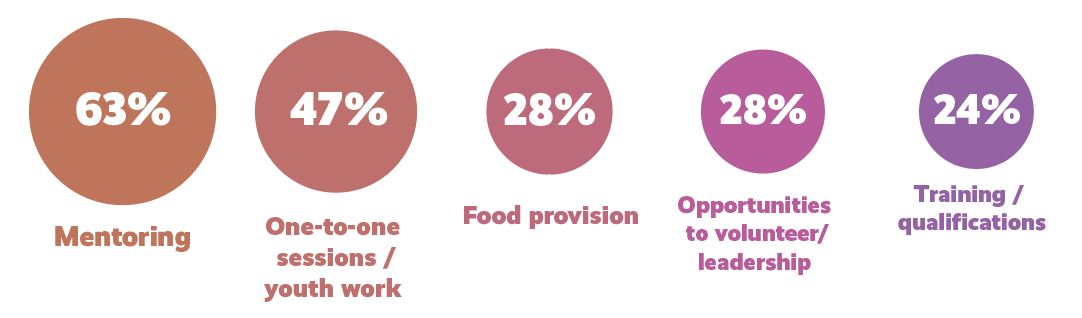 63%
Mentoring
47%
One-to-one
sessions /
youth work
28%
Food provision
28%
Opportunities
to volunteer/
leadership
24%
Training /
qualifications